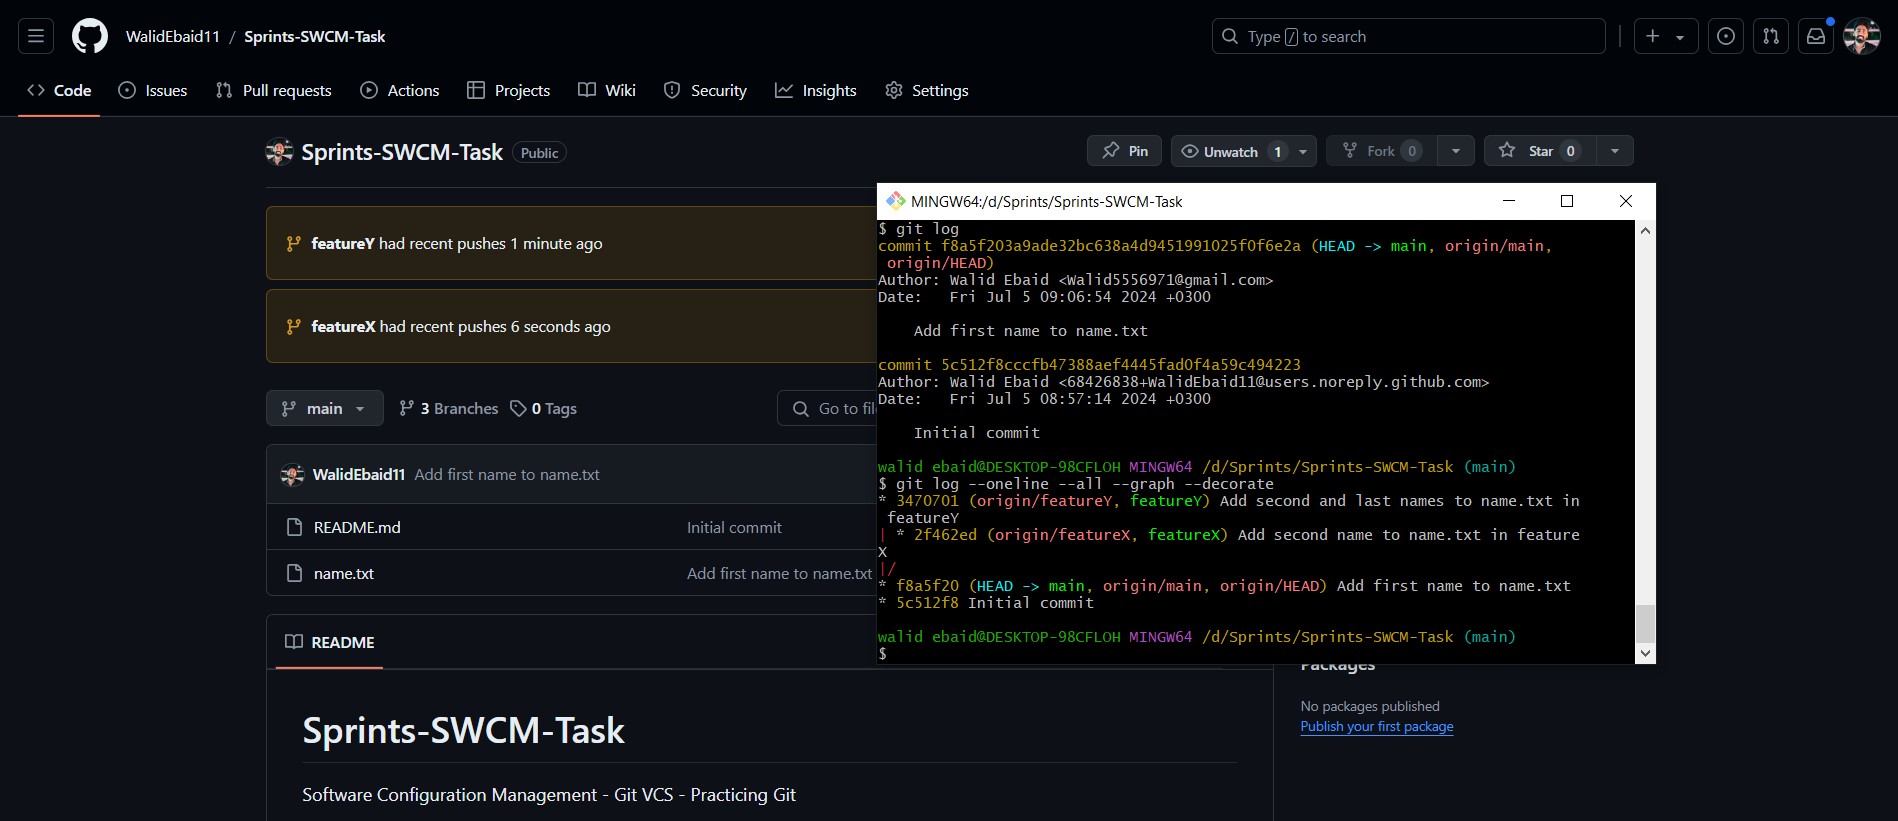 WalidEbaid11 / Sprints-SWCM-Task
Type / to search
Code Issues Pull requests Actions Projects Wiki Security Insights Settings
Sprints-SWCM-Task Public
Pin Unwatch 1 Fork 0 Star 0
featureY had recent pushes 1 minute ago
featureX had recent pushes 6 seconds ago
main 3 Branches 0 Tags
Go to
WalidEbaid11 Add first name to name.txt
README.md Initial commit
name.txt Add first name to name.txt
README
Sprints-SWCM-Task
Software Configuration Management - Git VCS - Practicing Git
MINGW64:/d/Sprints/Sprints-SWCM-Task
$ git log
commit f8a5f203a9ade32bc638a4d9451991025f0f6e2a (HEAD -> main, origin/main,
origin/HEAD)
Author: Walid Ebaid <Walid5556971@gmail.com>
Date:   Fri Jul 5 09:06:54 2024 +0300
Add first name to name.txt
commit 5c512f8cccfb47388aef4445fad0f4a59c494223
Author: Walid Ebaid <68426838+WalidEbaid11@users.noreply.github.com>
Date:   Fri Jul 5 08:57:14 2024 +0300
Initial commit
walid ebaid@DESKTOP-98CFLOH MINGW64 /d/Sprints/Sprints-SWCM-Task (main)
$ git log --oneline --all --graph --decorate
* 3470701 (origin/featureY, featureY) Add second and last names to name.txt in
featureY
| * 2f462ed (origin/featureX, featureX) Add second name to name.txt in feature
X
|/
* f8a5f20 (HEAD -> main, origin/main, origin/HEAD) Add first name to name.txt
* 5c512f8 Initial commit
walid ebaid@DESKTOP-98CFLOH MINGW64 /d/Sprints/Sprints-SWCM-Task (main)
$
Packages
No packages published
Publish your first package